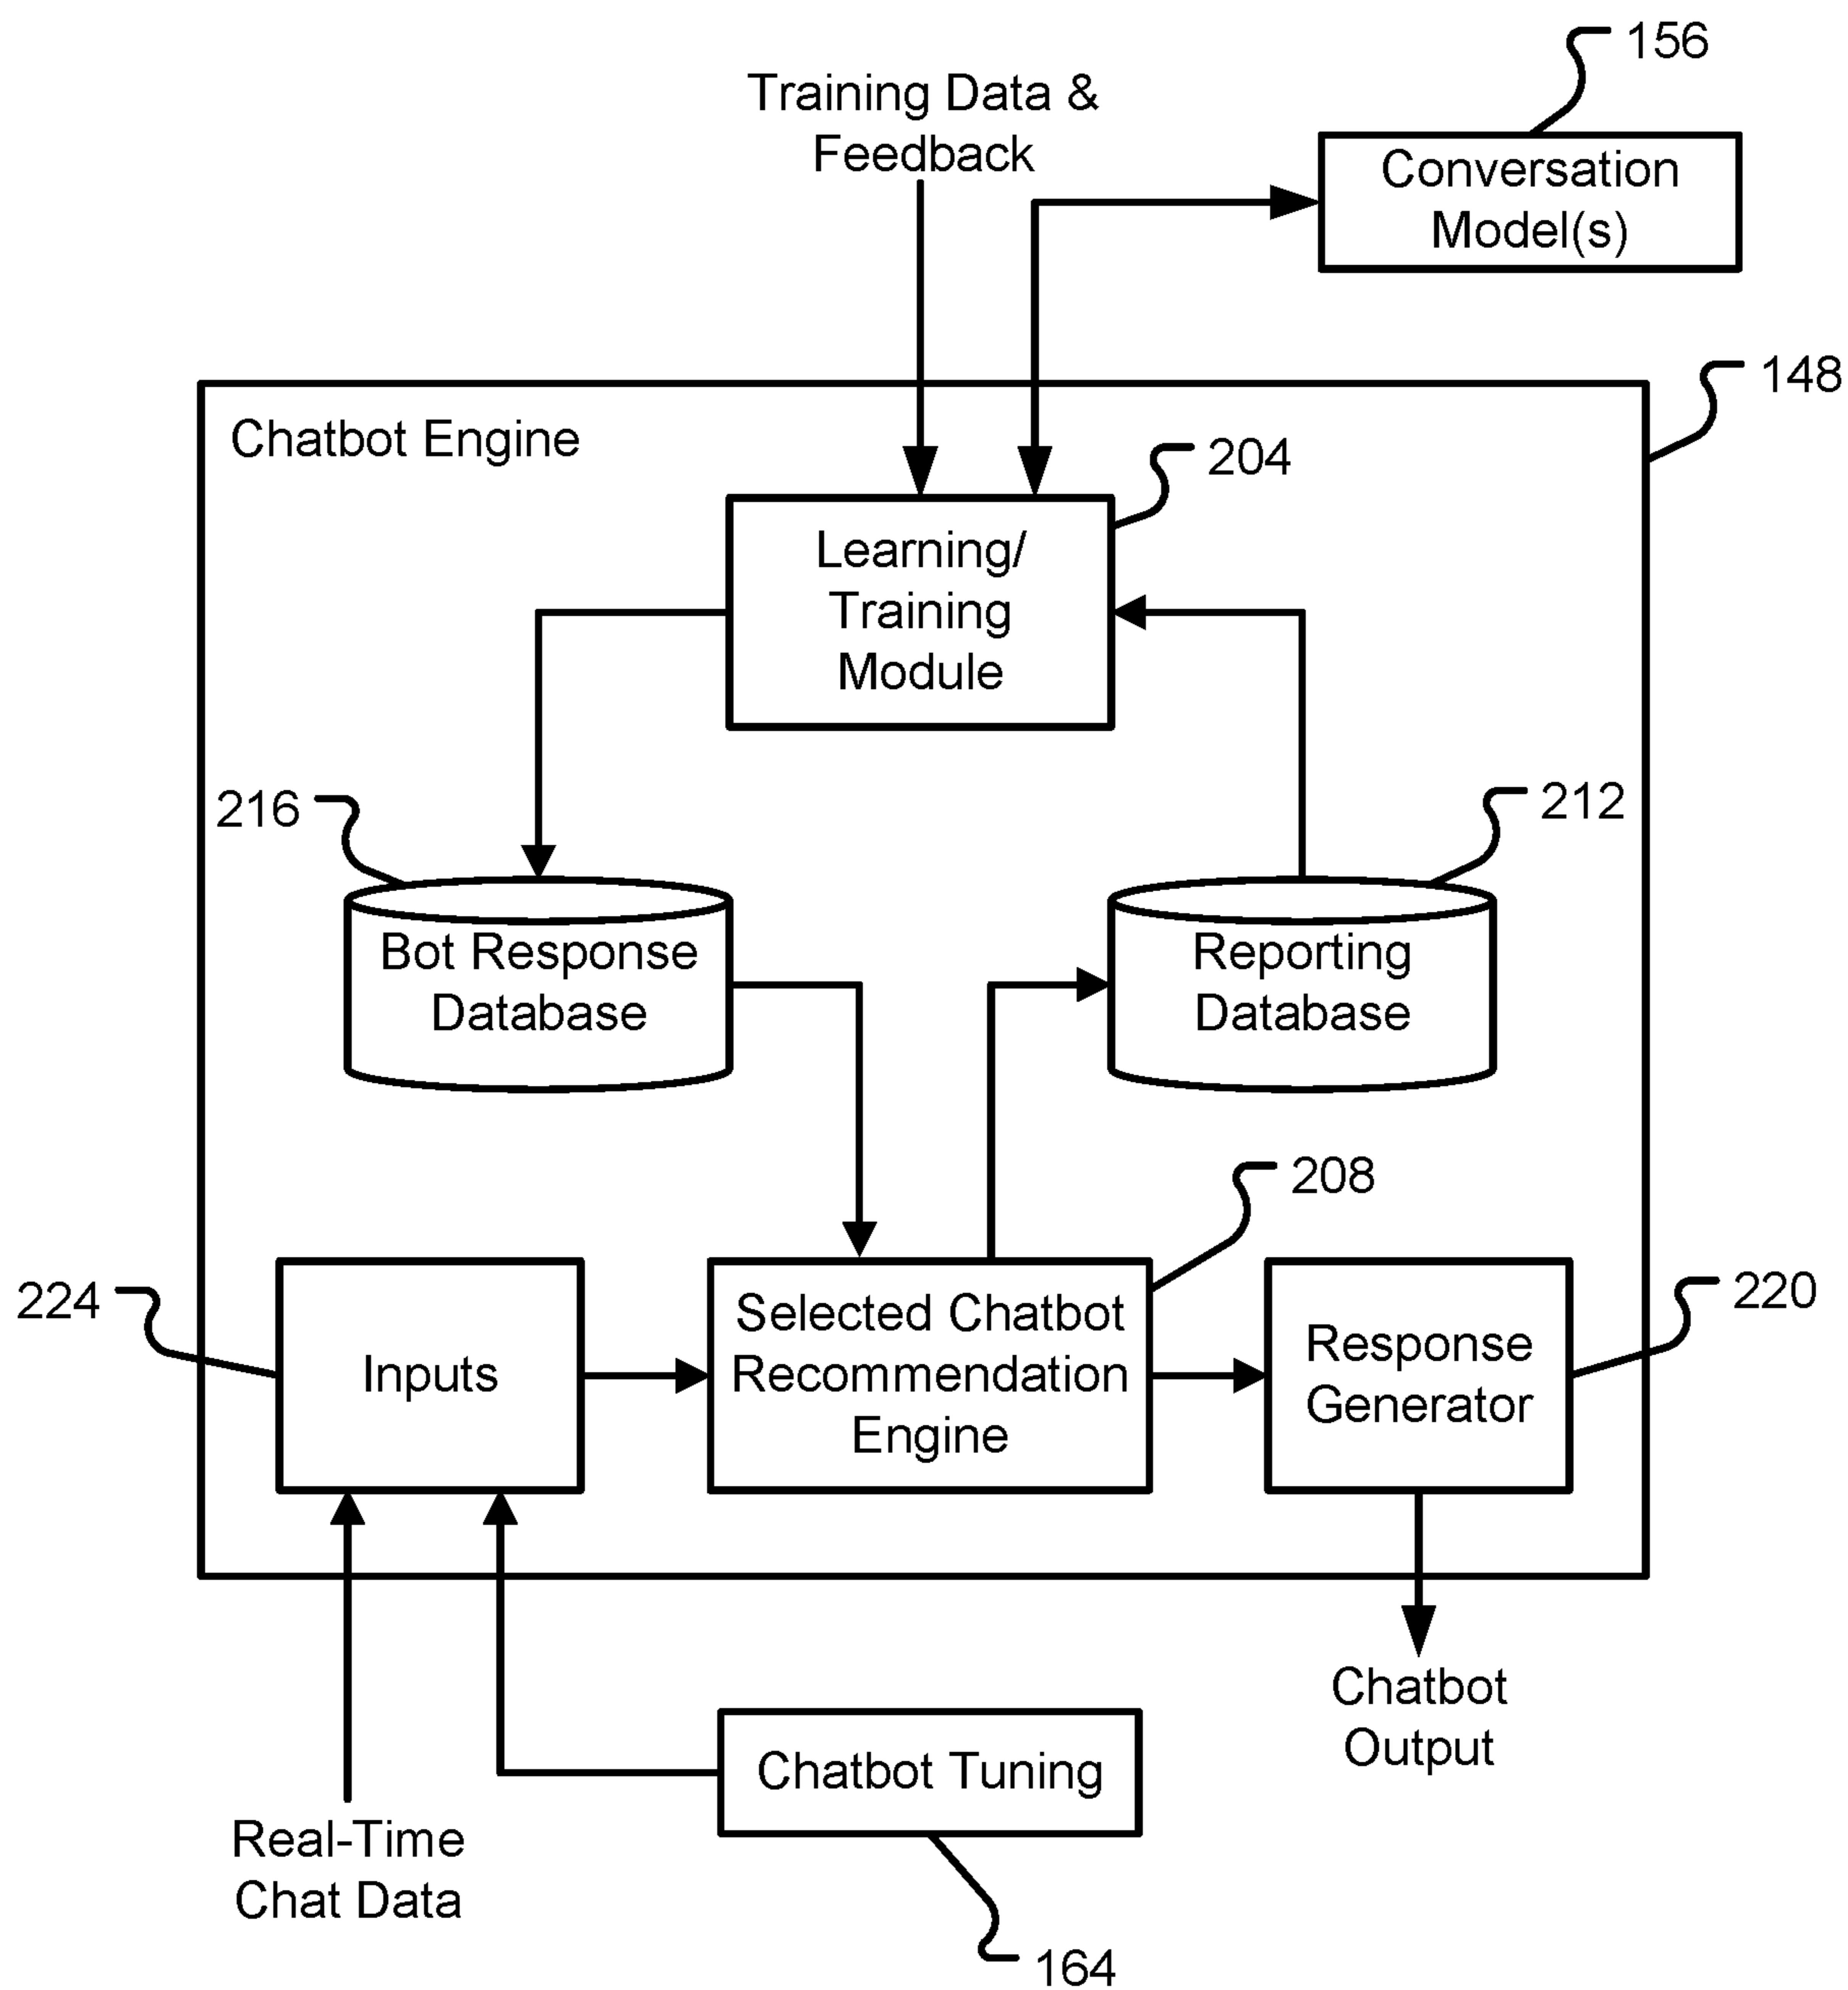 156
Training Data &
Feedback
Conversation
Model(s)
148
Chatbot Engine
204
Learning/
Training
Module
216
212
Bot Response
Database
Reporting
Database
208
224
Inputs
Selected Chatbot
Recommendation
Engine
220
Response
Generator
Chatbot
Output
Chatbot Tuning
Real-Time
Chat Data
164